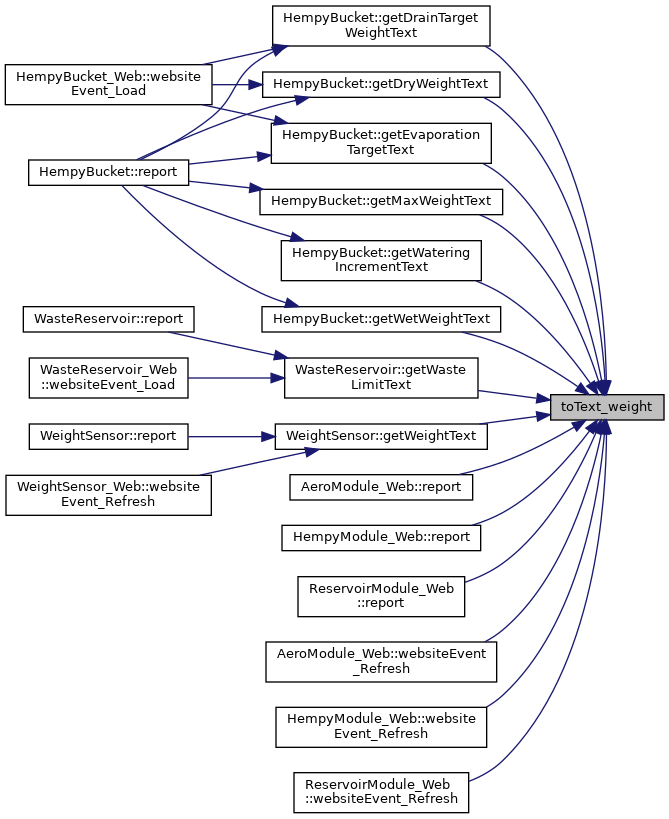 HempyBucket::getDrainTarget
WeightText
HempyBucket_Web::website
Event_Load
HempyBucket::getDryWeightText
HempyBucket::getEvaporation
TargetText
HempyBucket::report
HempyBucket::getMaxWeightText
HempyBucket::getWatering
IncrementText
WasteReservoir::report
HempyBucket::getWetWeightText
WasteReservoir_Web
::websiteEvent_Load
WasteReservoir::getWaste
LimitText
toText_weight
WeightSensor::report
WeightSensor::getWeightText
WeightSensor_Web::website
Event_Refresh
AeroModule_Web::report
HempyModule_Web::report
ReservoirModule_Web
::report
AeroModule_Web::websiteEvent
_Refresh
HempyModule_Web::website
Event_Refresh
ReservoirModule_Web
::websiteEvent_Refresh